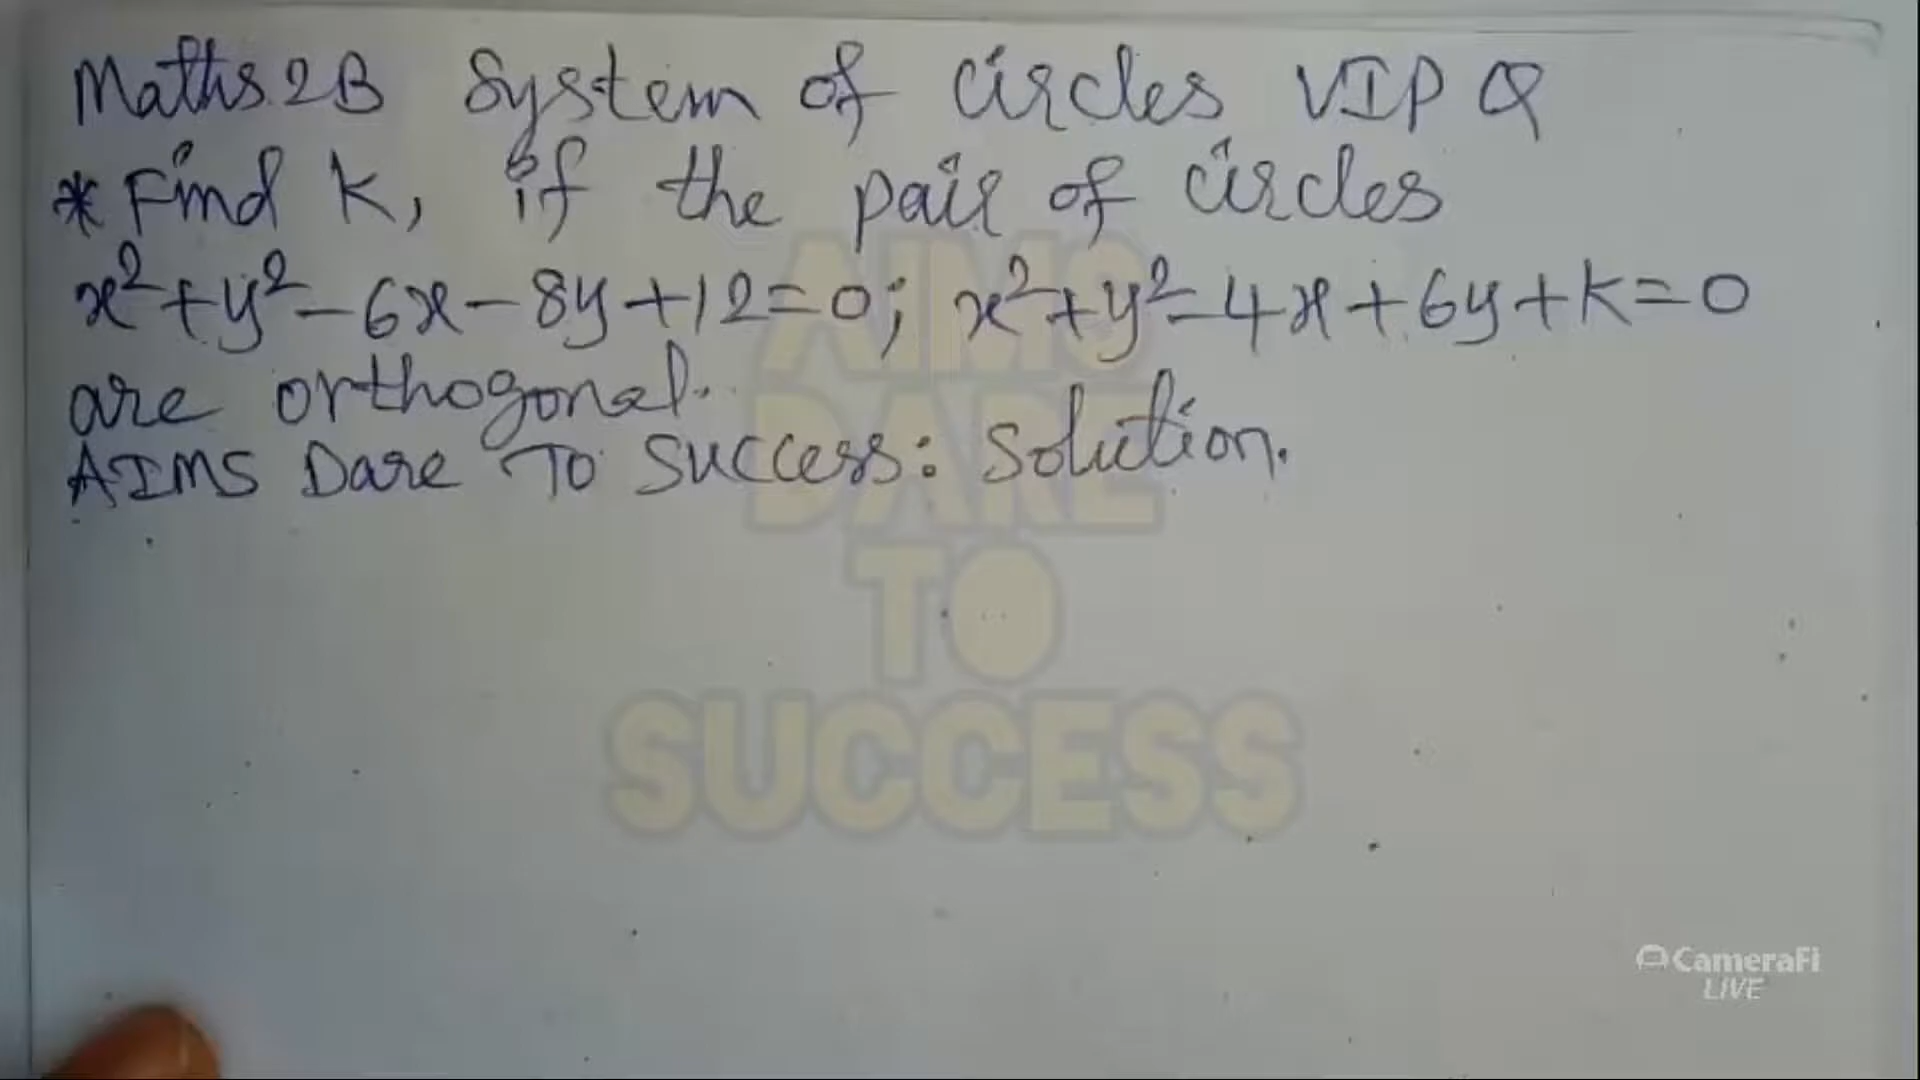 Maths 2B System of circles VIP Q
* Find K, if the pair of circles
x²+y²-6x-8y+12=0; x²+y²-4x+6y+k=0
are orthogonal.
AIMS Dare To Success: Solution.
AIMS
DARE
TO
SUCCESS
CameraFi
LIVE